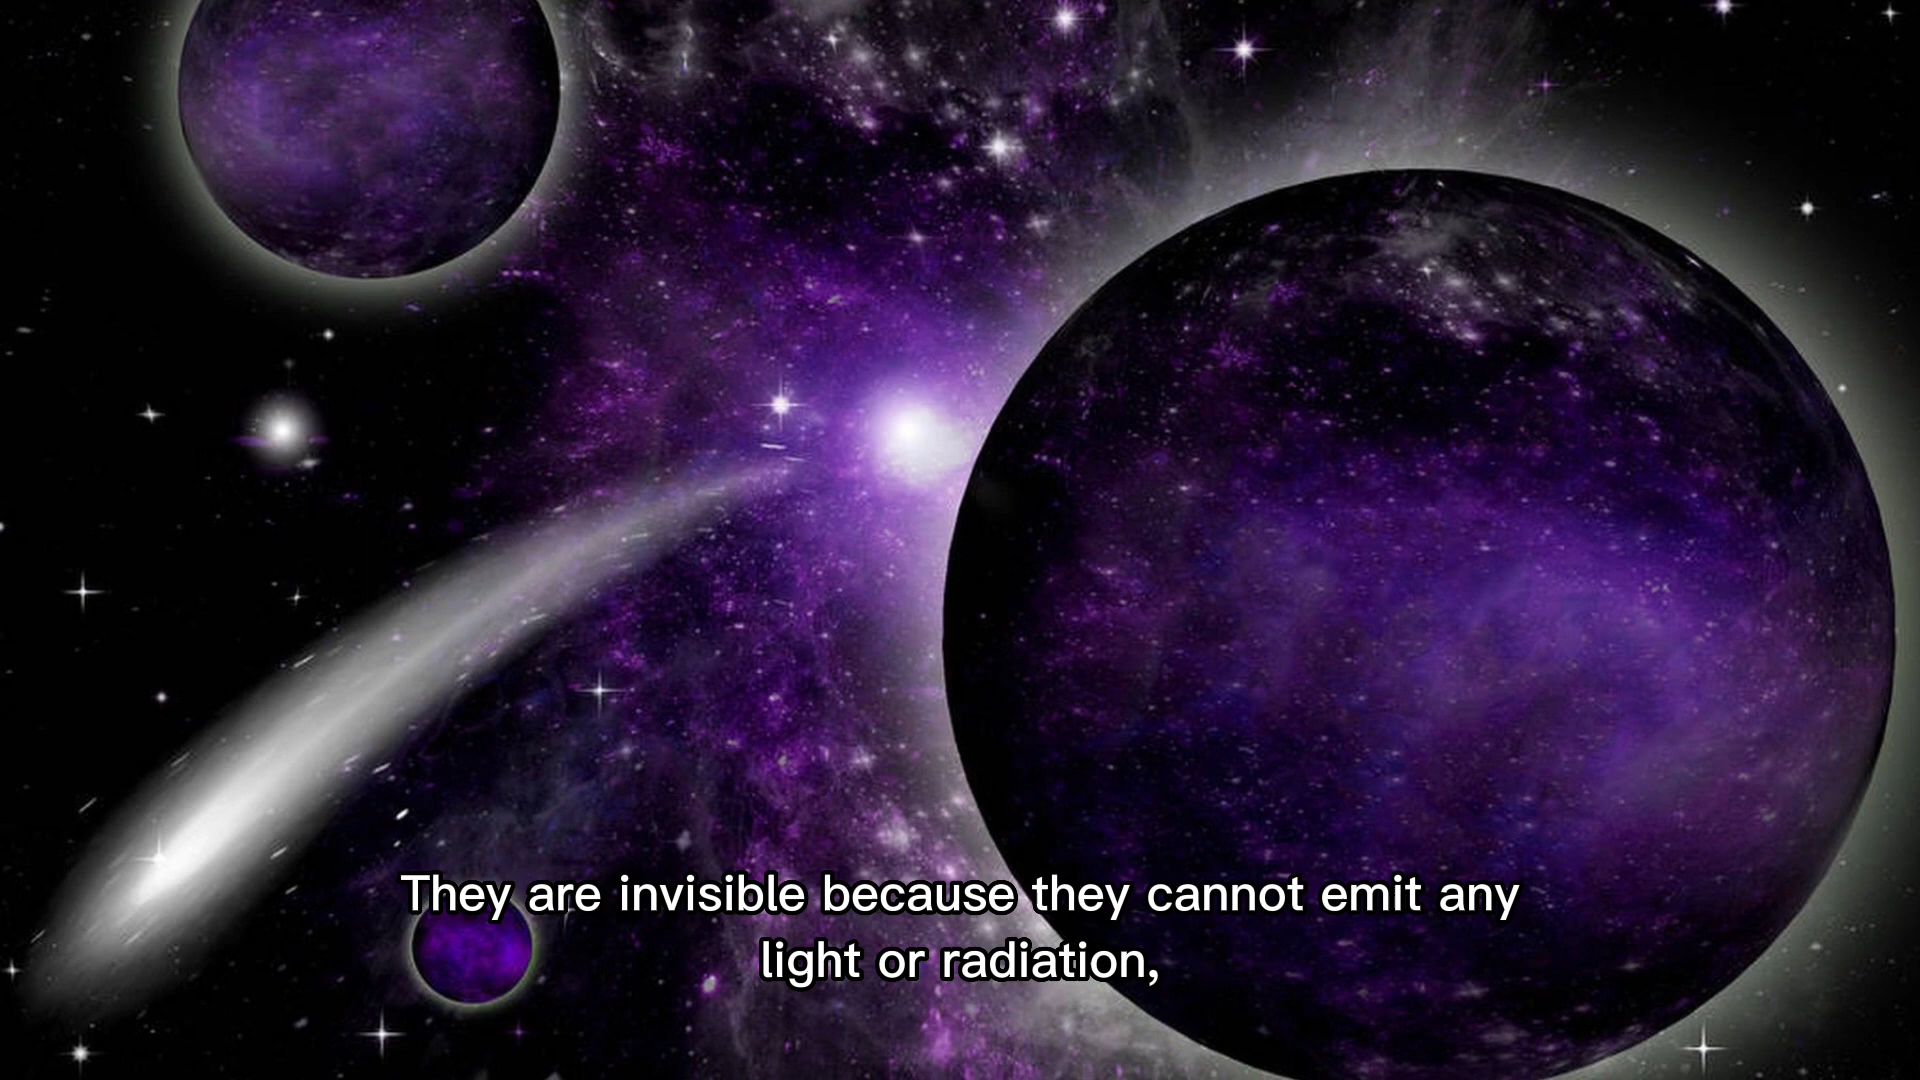 They are invisible because they cannot emit any
light or radiation,